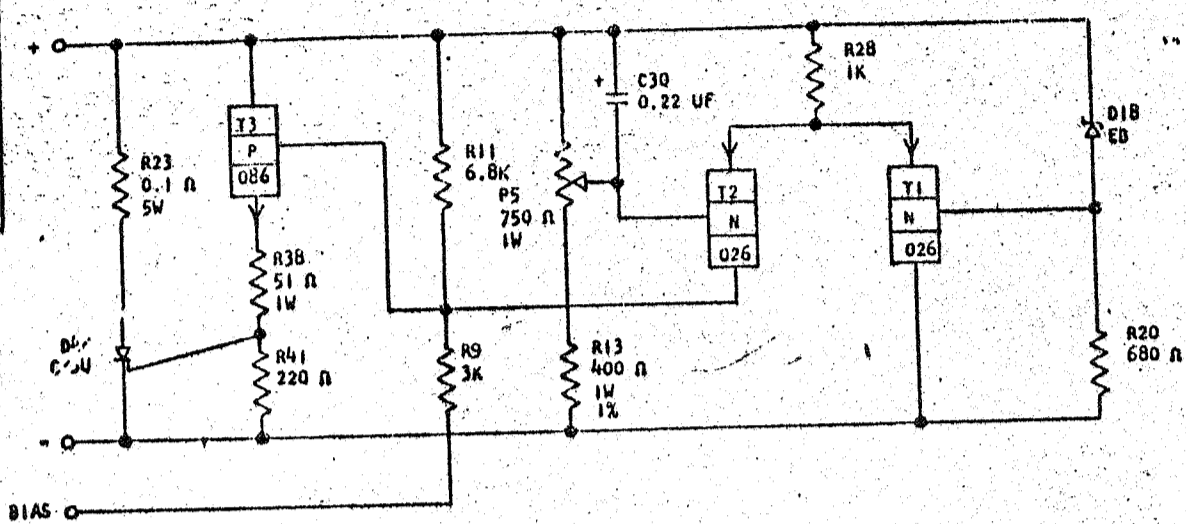 +
R23
0.1 Ω
5W
T3
P
086
R38
51 Ω
1W
R41
220 Ω
R11
6.8K
R9
3K
P5
750 Ω
1W
R13
400 Ω
1W
1%
+
C30
0.22 UF
R28
1K
T2
N
026
T1
N
026
D18
EB
R20
680 Ω
-
BIAS